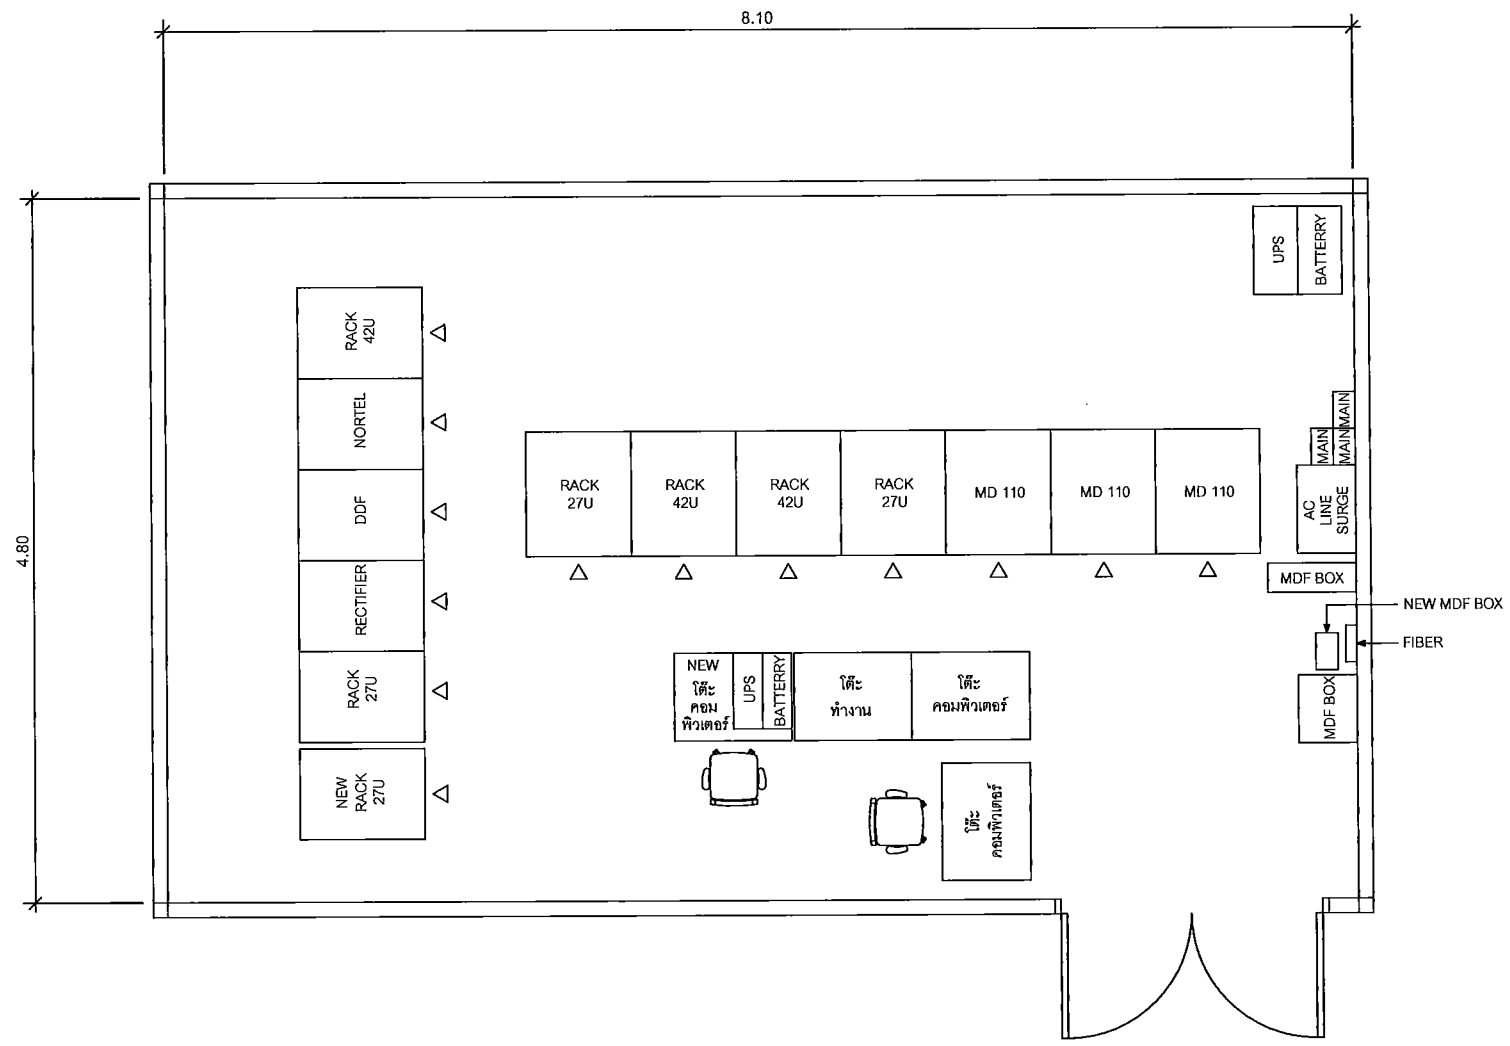 8.10
4.80
UPS
BATTERRY
RACK
42U
NORTEL
DDF
RECTIFIER
RACK
27U
NEW
RACK
27U
RACK
27U
RACK
42U
RACK
42U
RACK
27U
MD 110
MD 110
MD 110
MAIN
MAIN
MAIN
AC
LINE
SURGE
MDF BOX
NEW MDF BOX
FIBER
MDF BOX
NEW
โต๊ะ
คอม
พิวเตอร์
UPS
BATTERRY
โต๊ะ
ทำงาน
โต๊ะ
คอมพิวเตอร์
โต๊ะ
คอมพิวเตอร์